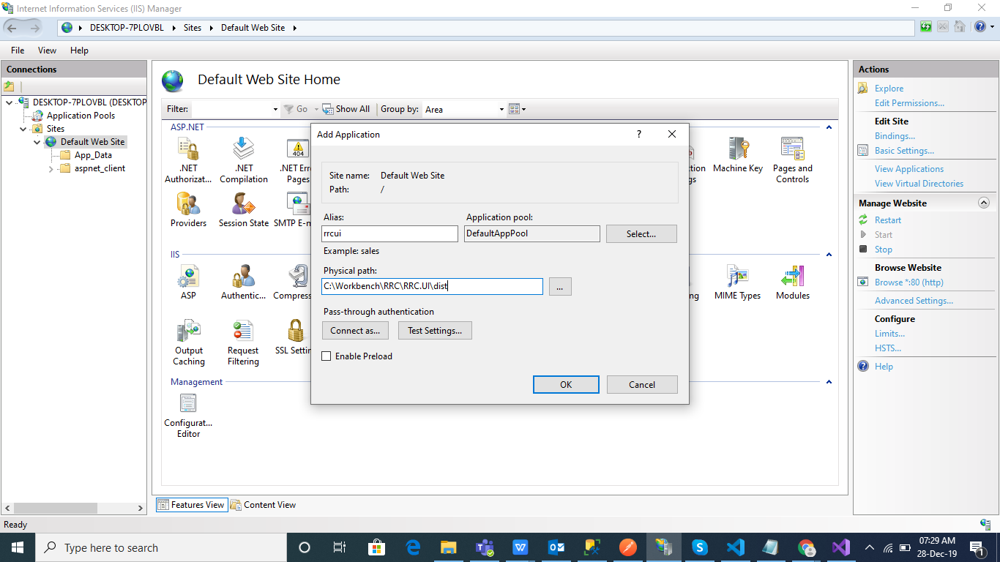 Internet Information Services (IIS) Manager
DESKTOP-7PLOVBL Sites Default Web Site
File View Help
Connections
DESKTOP-7PLOVBL (DESKTOP
Application Pools
Sites
Default Web Site
App_Data
aspnet_client
Default Web Site Home
Filter: Go Show All Group by: Area
ASP.NET
.NET Authorizat...
.NET Compilation
.NET Erro
Pages
Machine Key
Pages and Controls
Providers
Session State
SMTP E-m
IIS
ASP
Authentic...
Compress
MIME Types
Modules
Output Caching
Request Filtering
SSL Settin
Management
Configurat... Editor
Add Application
?
Site name: Default Web Site
Path: /
Alias: Application pool:
rrcui DefaultAppPool Select...
Example: sales
Physical path:
C:\Workbench\RRC\RRC.UI\dist ...
Pass-through authentication
Connect as... Test Settings...
Enable Preload
OK Cancel
Features View Content View
Actions
Explore
Edit Permissions...
Edit Site
Bindings...
Basic Settings...
View Applications
View Virtual Directories
Manage Website
Restart
Start
Stop
Browse Website
Browse *:80 (http)
Advanced Settings...
Configure
Limits...
HSTS...
Help
Ready
Type here to search
07:29 AM
28-Dec-19
1